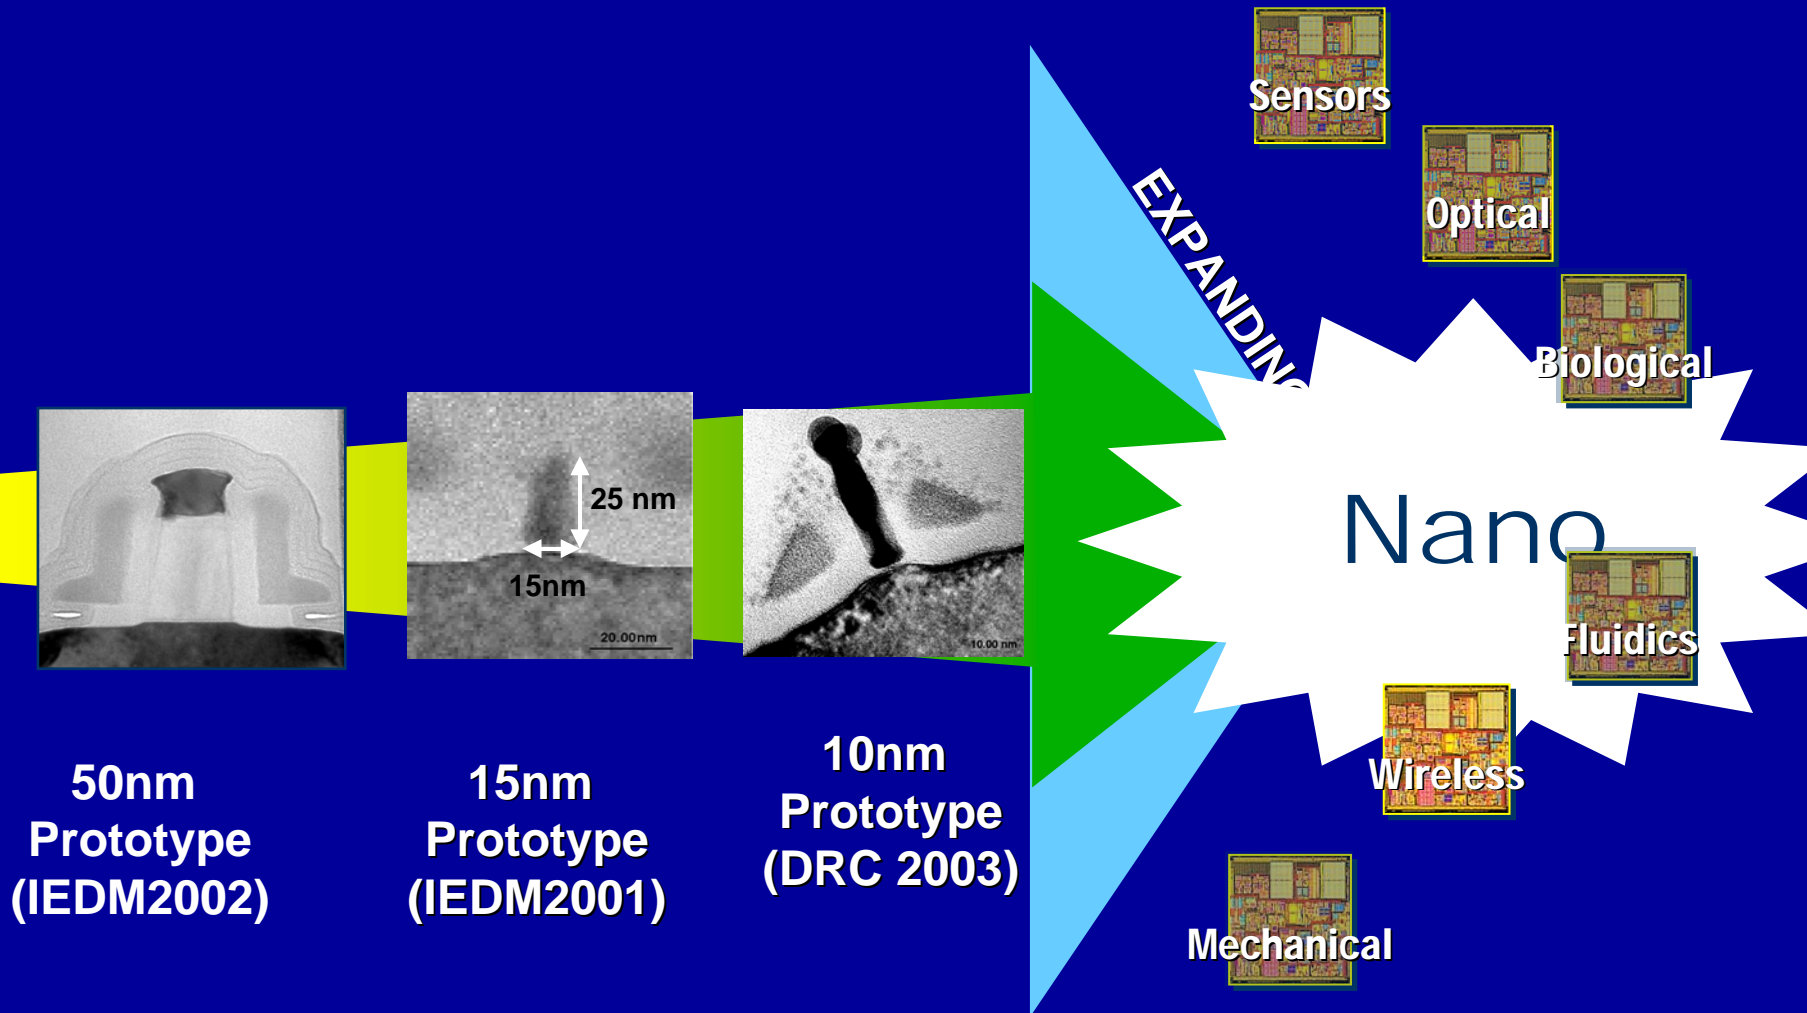 Sensors
Optical
EXPANDING
Biological
25 nm
15nm
20.00nm
10.00 nm
Nano
Fluidics
Wireless
50nm
Prototype
(IEDM2002)
15nm
Prototype
(IEDM2001)
10nm
Prototype
(DRC 2003)
Mechanical